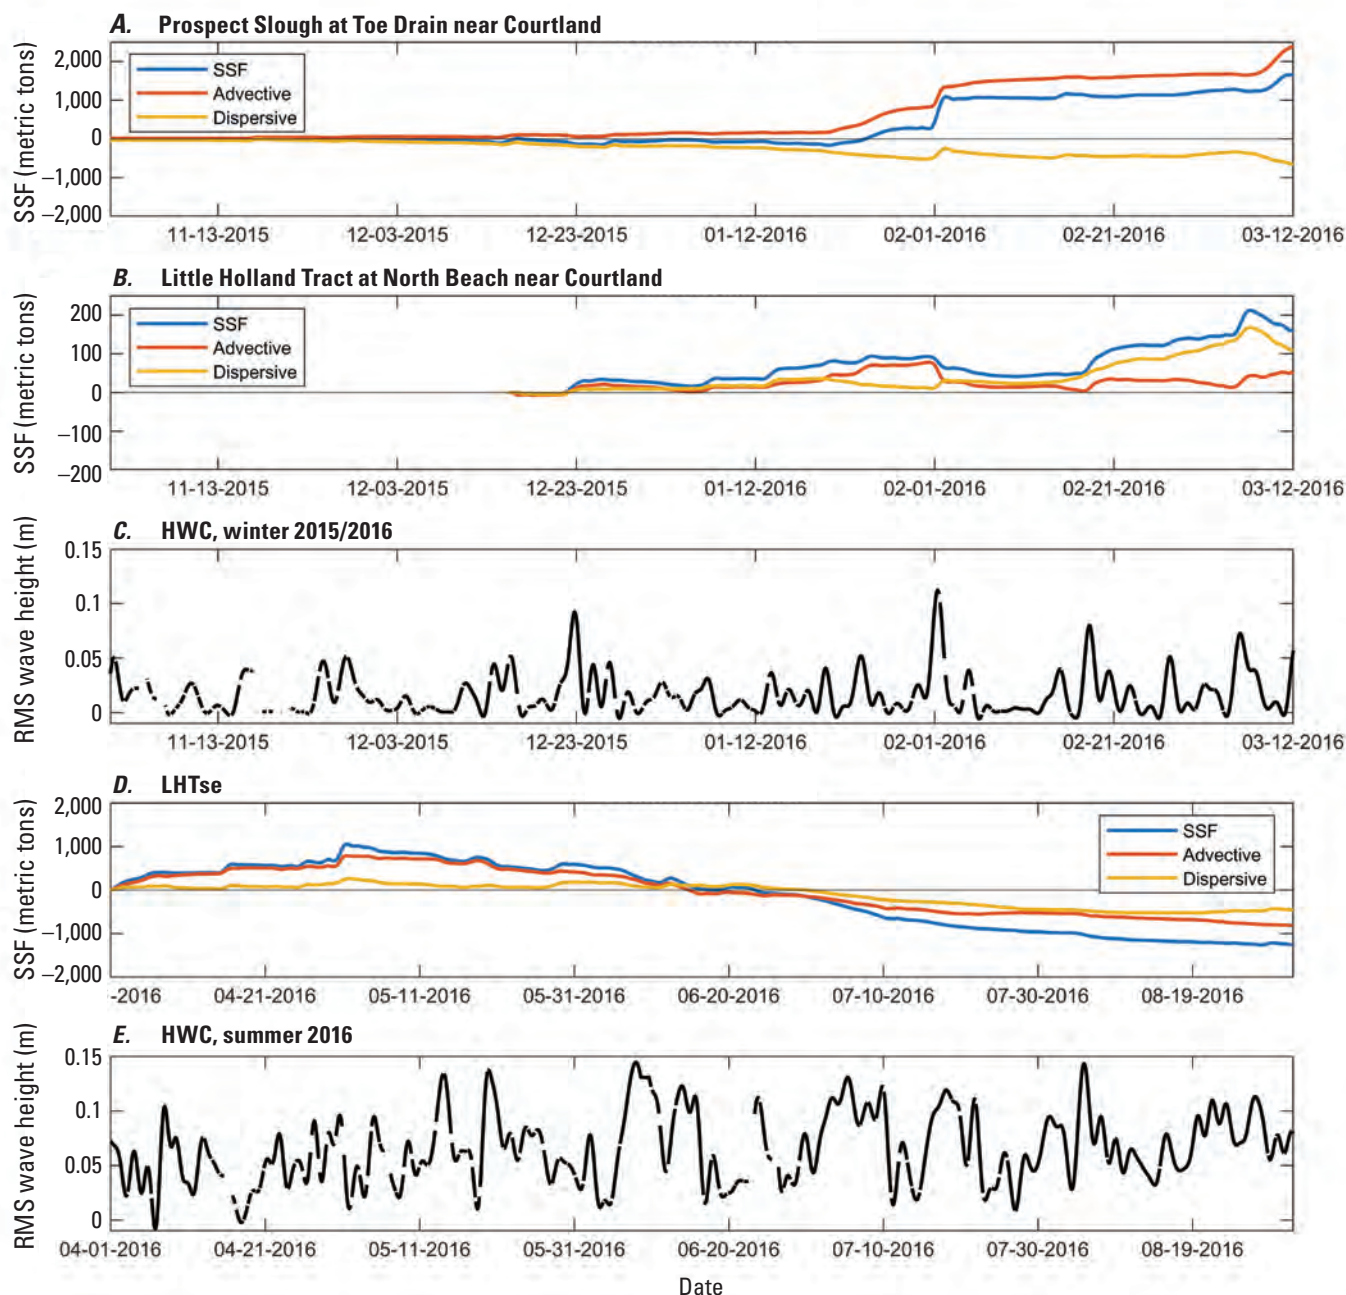 A. Prospect Slough at Toe Drain near Courtland
SSF (metric tons)
2,000
1,000
0
−1,000
−2,000
SSF
Advective
Dispersive
11-13-2015 12-03-2015 12-23-2015 01-12-2016 02-01-2016 02-21-2016 03-12-2016
B. Little Holland Tract at North Beach near Courtland
SSF (metric tons)
200
100
0
−100
−200
SSF
Advective
Dispersive
11-13-2015 12-03-2015 12-23-2015 01-12-2016 02-01-2016 02-21-2016 03-12-2016
C. HWC, winter 2015/2016
RMS wave height (m)
0.15
0.1
0.05
0
11-13-2015 12-03-2015 12-23-2015 01-12-2016 02-01-2016 02-21-2016 03-12-2016
D. LHTse
SSF (metric tons)
2,000
1,000
0
−1,000
−2,000
SSF
Advective
Dispersive
-2016 04-21-2016 05-11-2016 05-31-2016 06-20-2016 07-10-2016 07-30-2016 08-19-2016
E. HWC, summer 2016
RMS wave height (m)
0.15
0.1
0.05
0
04-01-2016 04-21-2016 05-11-2016 05-31-2016 06-20-2016 07-10-2016 07-30-2016 08-19-2016
Date